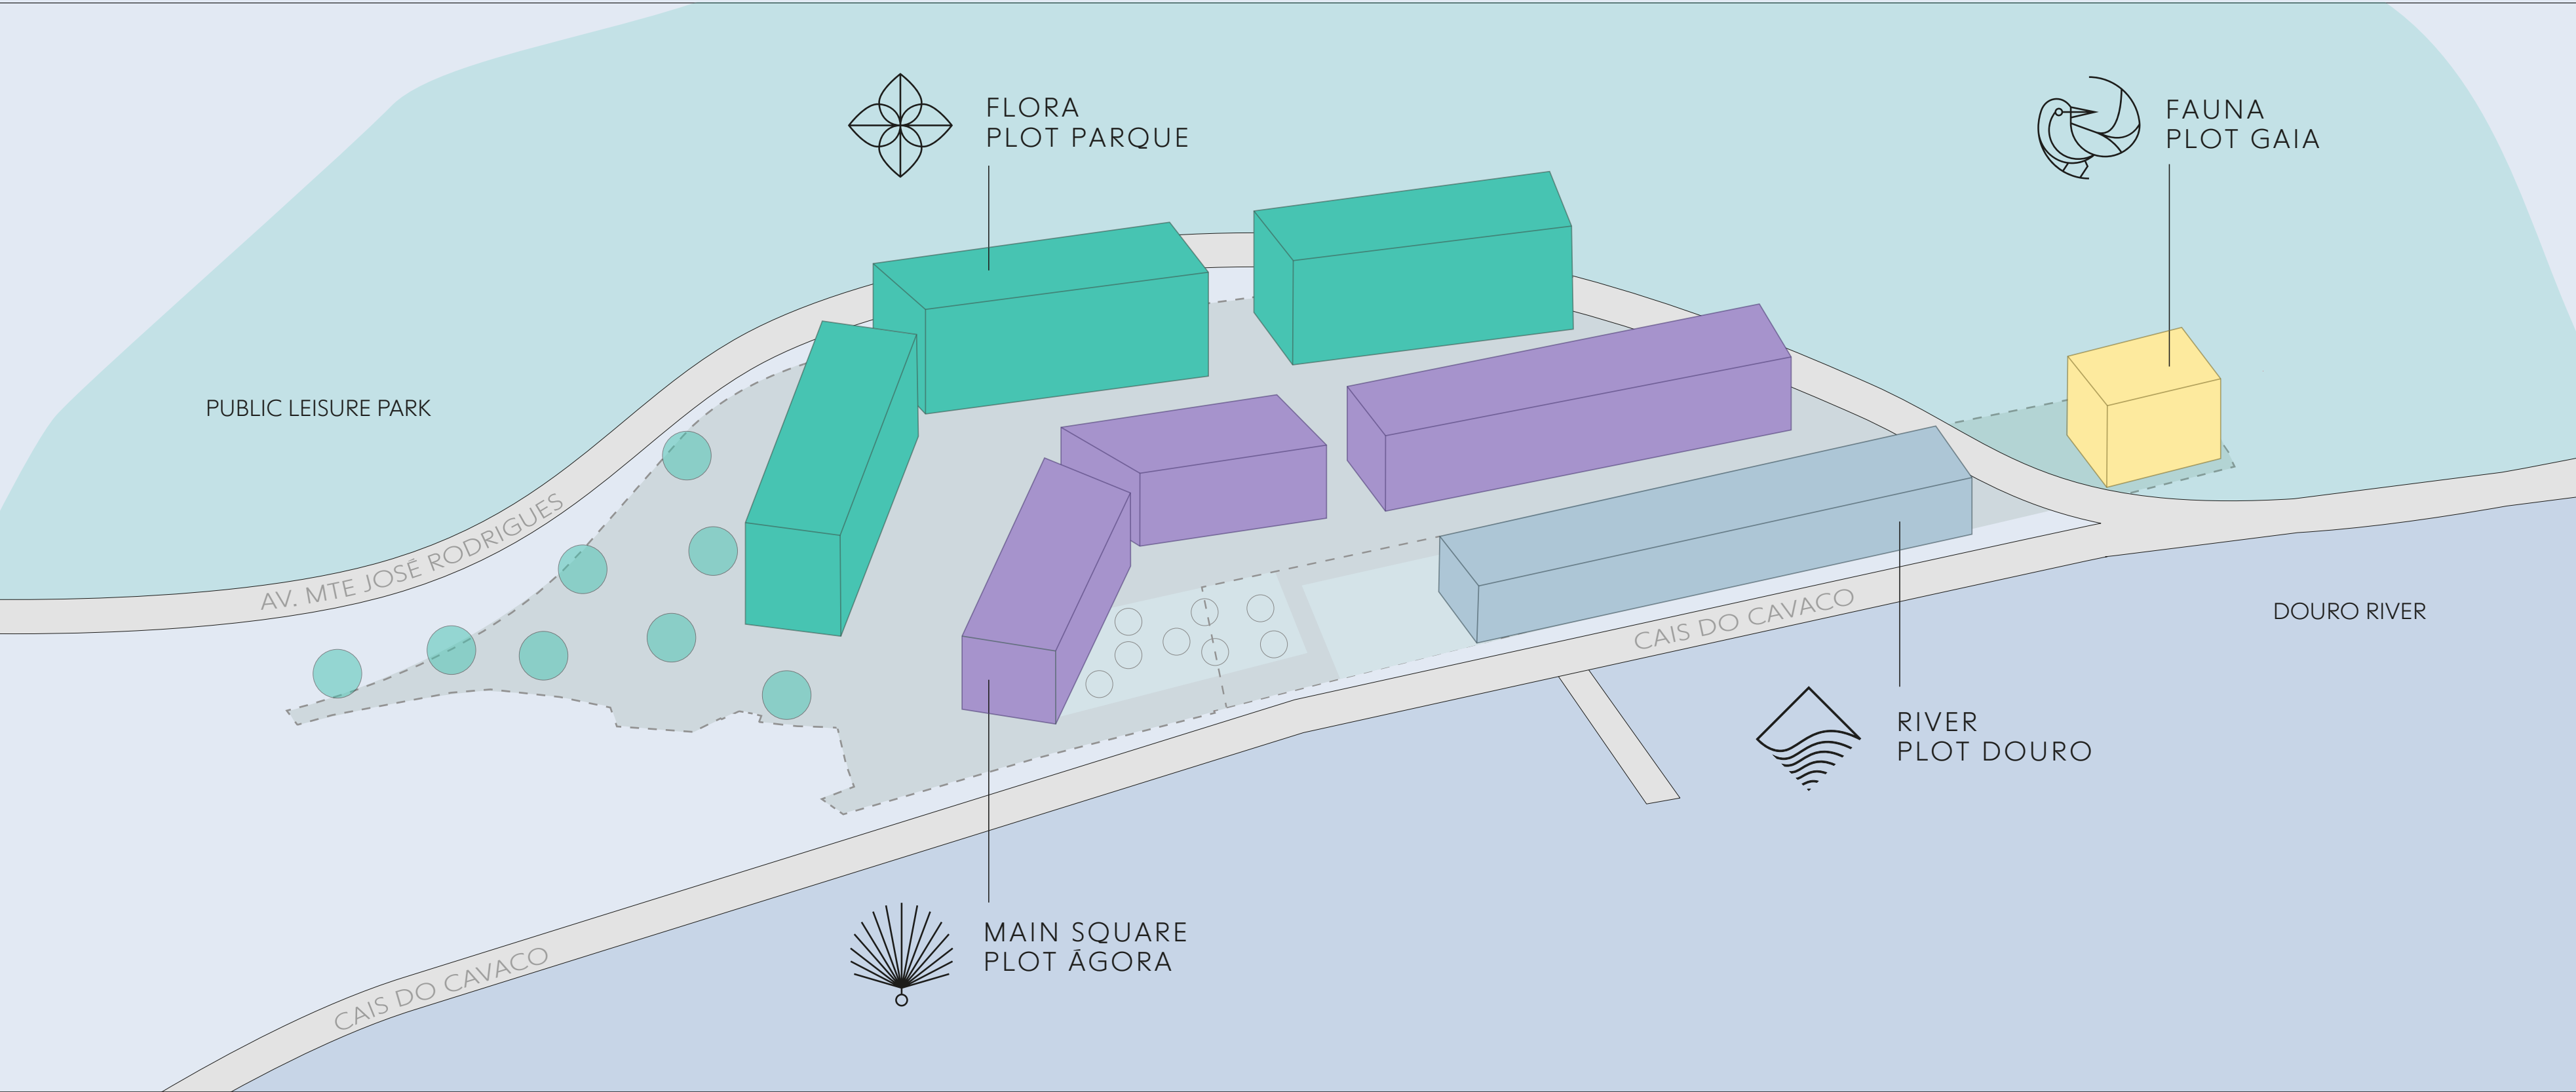 FLORA
PLOT PARQUE
FAUNA
PLOT GAIA
PUBLIC LEISURE PARK
AV. MTE JOSÉ RODRIGUES
CAIS DO CAVACO
DOURO RIVER
RIVER
PLOT DOURO
MAIN SQUARE
PLOT ÁGORA
CAIS DO CAVACO